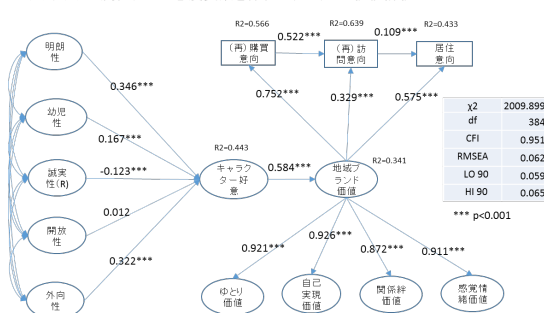 R2=0.566
R2=0.639
R2=0.433
(再)購買
意向
0.522***
(再)訪
問意向
0.109***
居住
意向
明朗
性
幼児
性
誠実
性(R)
開放
性
外向
性
0.346***
0.167***
-0.123***
0.012
0.322***
R2=0.443
キャラク
ター好
意
0.584***
地域ブ
ランド
価値
R2=0.341
0.752***
0.329***
0.575***
χ2 2009.899
df 384
CFI 0.951
RMSEA 0.062
LO 90 0.059
HI 90 0.065
*** p<0.001
0.921***
0.926***
0.872***
0.911***
ゆとり
価値
自己
実現
価値
関係絆
価値
感覚情
緒価値